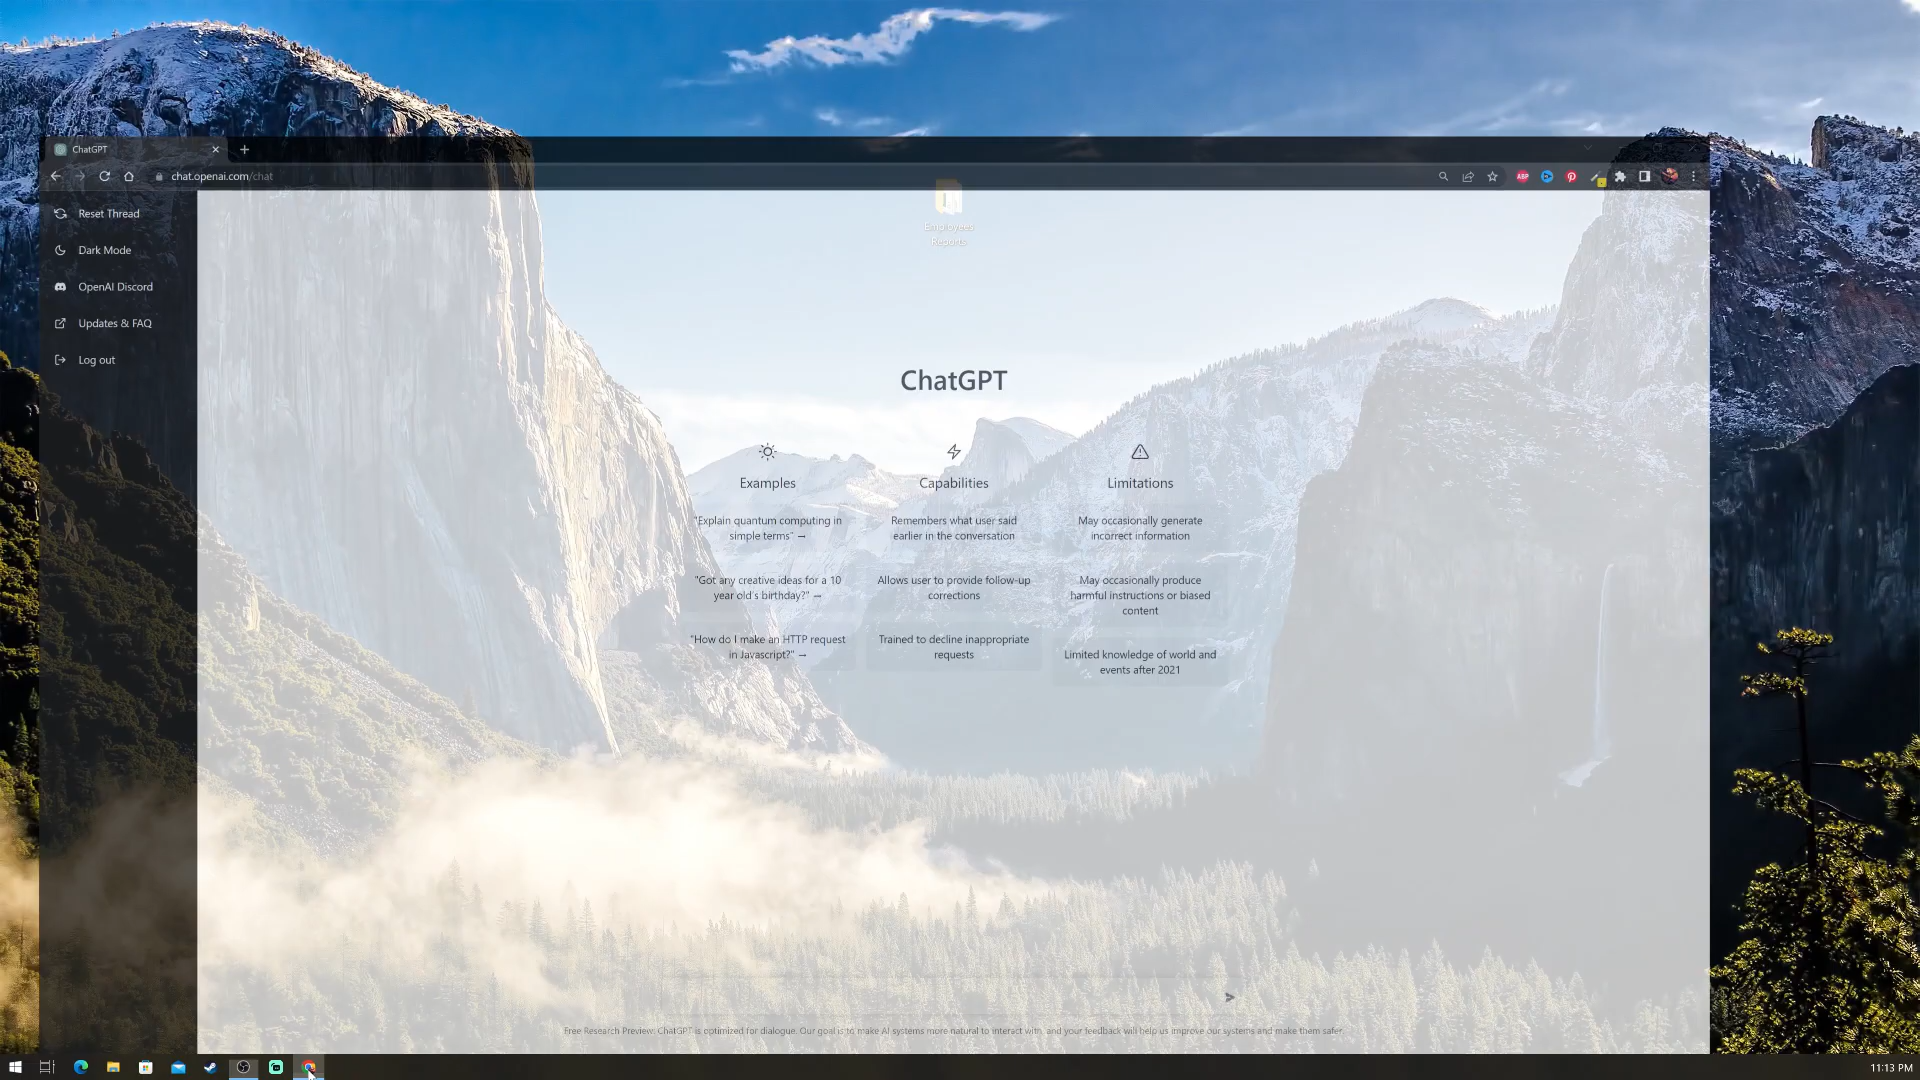 ChatGPT
chat.openai.com/chat
ABP
Reset Thread
Dark Mode
OpenAI Discord
Updates & FAQ
Log out
Employees
Reports
ChatGPT
Examples
"Explain quantum computing in
simple terms" →
"Got any creative ideas for a 10
year old's birthday?" →
"How do I make an HTTP request
in Javascript?" →
Capabilities
Remembers what user said
earlier in the conversation
Allows user to provide follow-up
corrections
Trained to decline inappropriate
requests
Limitations
May occasionally generate
incorrect information
May occasionally produce
harmful instructions or biased
content
Limited knowledge of world and
events after 2021
Free Research Preview: ChatGPT is optimized for dialogue. Our goal is to make AI systems more natural to interact with, and your feedback will help us improve our systems and make them safer.
11:13 PM